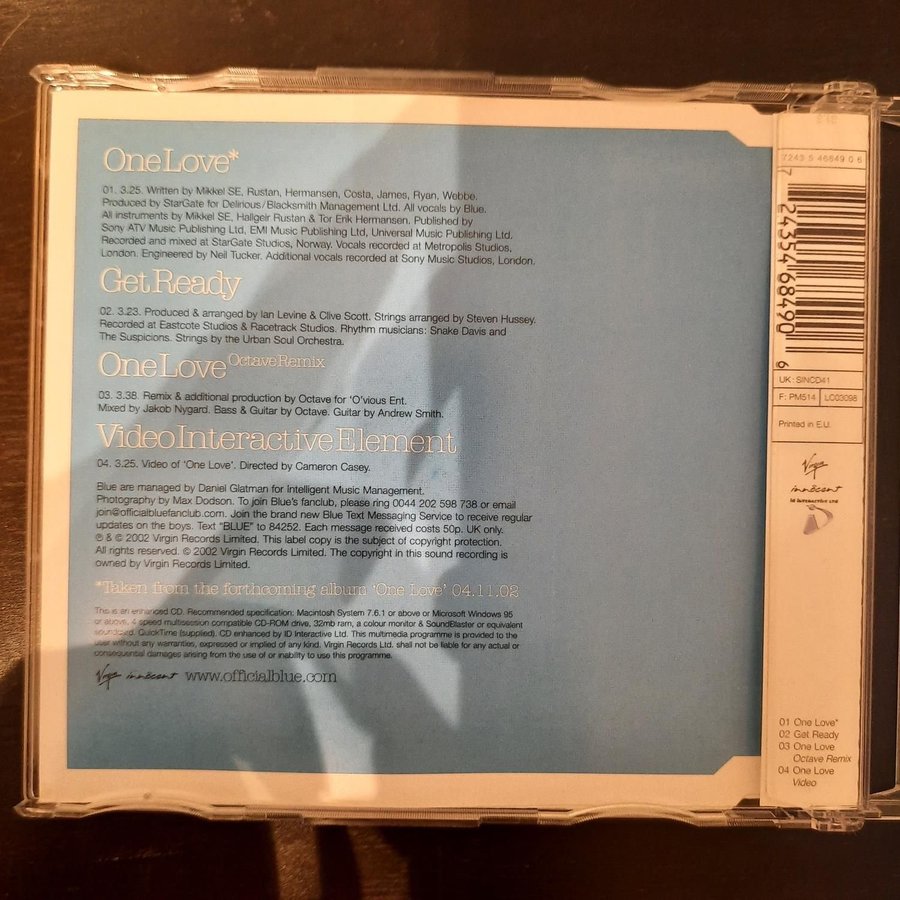 One Love*
01. 3.25. Written by Mikkel SE, Rustan, Hermansen, Costa, James, Ryan, Webbe.
Produced by StarGate for Delirious/Blacksmith Management Ltd. All vocals by Blue.
All instruments by Mikkel SE, Hallgeir Rustan & Tor Erik Hermansen. Published by
Sony ATV Music Publishing Ltd, EMI Music Publishing Ltd, Universal Music Publishing Ltd.
Recorded and mixed at StarGate Studios, Norway. Vocals recorded at Metropolis Studios,
London. Engineered by Neil Tucker. Additional vocals recorded at Sony Music Studios, London.
Get Ready
02. 3.23. Produced & arranged by Ian Levine & Clive Scott. Strings arranged by Steven Hussey.
Recorded at Eastcote Studios & Racetrack Studios. Rhythm musicians: Snake Davis and
The Suspicions. Strings by the Urban Soul Orchestra.
One Love Octave Remix
03. 3.38. Remix & additional production by Octave for 'O'vious Ent.
Mixed by Jakob Nygard. Bass & Guitar by Octave. Guitar by Andrew Smith.
Video Interactive Element
04. 3.25. Video of 'One Love'. Directed by Cameron Casey.
Blue are managed by Daniel Glatman for Intelligent Music Management.
Photography by Max Dodson. To join Blue's fanclub, please ring 0044 202 598 738 or email
join@officialbluefanclub.com. Join the brand new Blue Text Messaging Service to receive regular
updates on the boys. Text "BLUE" to 84252. Each message received costs 50p. UK only.
℗ & © 2002 Virgin Records Limited. This label copy is the subject of copyright protection.
All rights reserved. © 2002 Virgin Records Limited. The copyright in this sound recording is
owned by Virgin Records Limited.
*Taken from the forthcoming album 'One Love' 04.11.02
This is an enhanced CD. Recommended specification: Macintosh System 7.6.1 or above or Microsoft Windows 95
or above, 4 speed multisession compatible CD-ROM drive, 32mb ram, a colour monitor & SoundBlaster or equivalent
soundcard. QuickTime (supplied). CD enhanced by ID Interactive Ltd. This multimedia programme is provided to the
user without any warranties, expressed or implied of any kind. Virgin Records Ltd. shall not be liable for any actual or
consequential damages arising from the use of or inability to use this programme.
Virgin innocent www.officialblue.com
7243 5 46849 0 6
7 24354 68490 6
UK: SINCD41
F: PM514 LC03098
Printed in E.U.
Virgin
innocent
ID INTERACTIVE LTD
01 One Love*
02 Get Ready
03 One Love
Octave Remix
04 One Love
Video